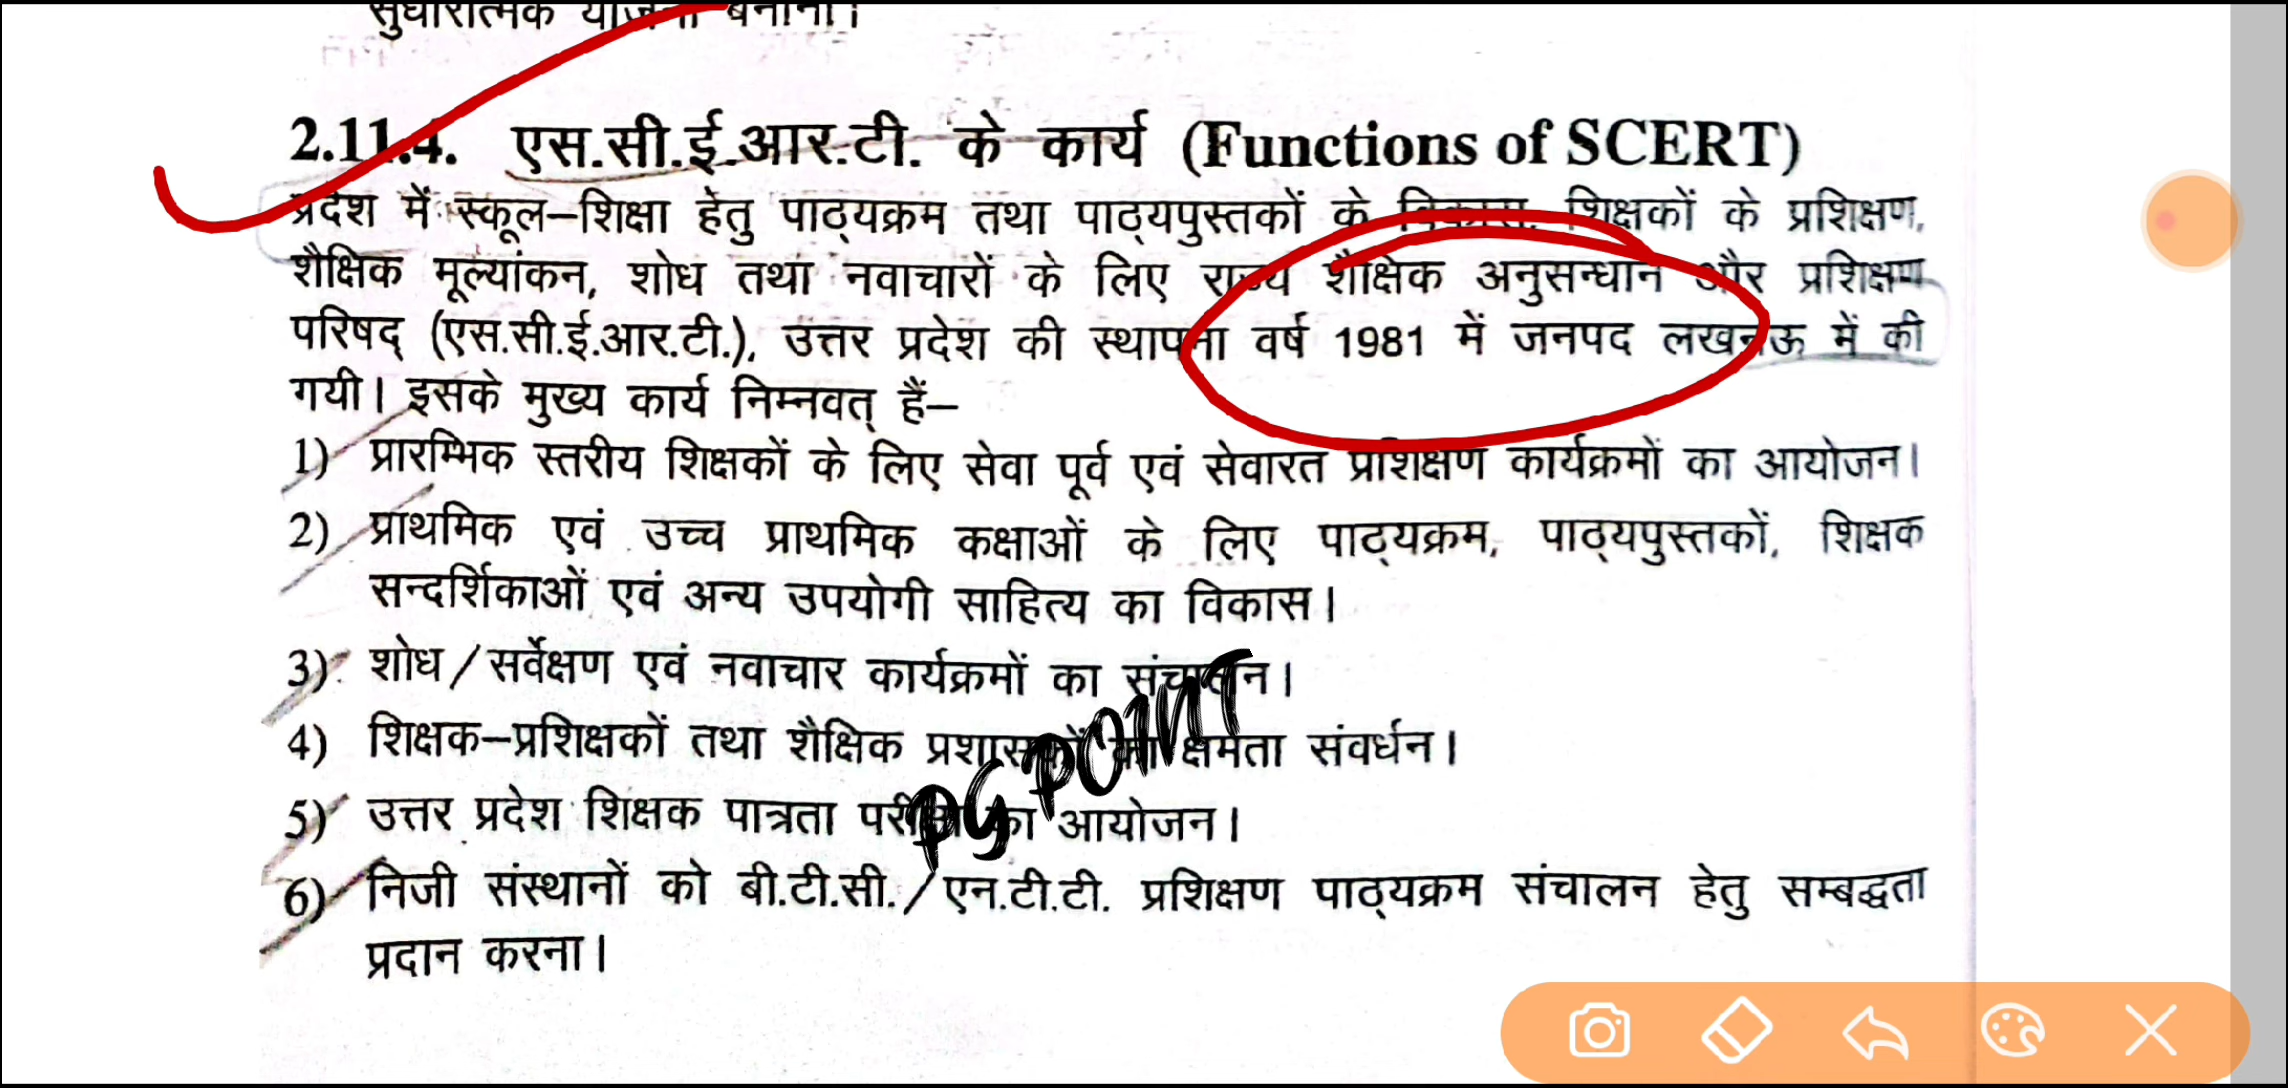 सुधारात्मक योजना बनाना।
2.11.4. एस.सी.ई.आर.टी. के कार्य (Functions of SCERT)
प्रदेश में स्कूल–शिक्षा हेतु पाठ्यक्रम तथा पाठ्यपुस्तकों के विकास, शिक्षकों के प्रशिक्षण,
शैक्षिक मूल्यांकन, शोध तथा नवाचारों के लिए राज्य शैक्षिक अनुसन्धान और प्रशिक्षण
परिषद् (एस.सी.ई.आर.टी.), उत्तर प्रदेश की स्थापना वर्ष 1981 में जनपद लखनऊ में की
गयी। इसके मुख्य कार्य निम्नवत् हैं–
1) प्रारम्भिक स्तरीय शिक्षकों के लिए सेवा पूर्व एवं सेवारत प्रशिक्षण कार्यक्रमों का आयोजन।
2) प्राथमिक एवं उच्च प्राथमिक कक्षाओं के लिए पाठ्यक्रम, पाठ्यपुस्तकों, शिक्षक
सन्दर्शिकाओं एवं अन्य उपयोगी साहित्य का विकास।
3) शोध/सर्वेक्षण एवं नवाचार कार्यक्रमों का संचालन।
4) शिक्षक–प्रशिक्षकों तथा शैक्षिक प्रशासकों का क्षमता संवर्धन।
5) उत्तर प्रदेश शिक्षक पात्रता परीक्षा का आयोजन।
6) निजी संस्थानों को बी.टी.सी./एन.टी.टी. प्रशिक्षण पाठ्यक्रम संचालन हेतु सम्बद्धता
प्रदान करना।
PG POINT